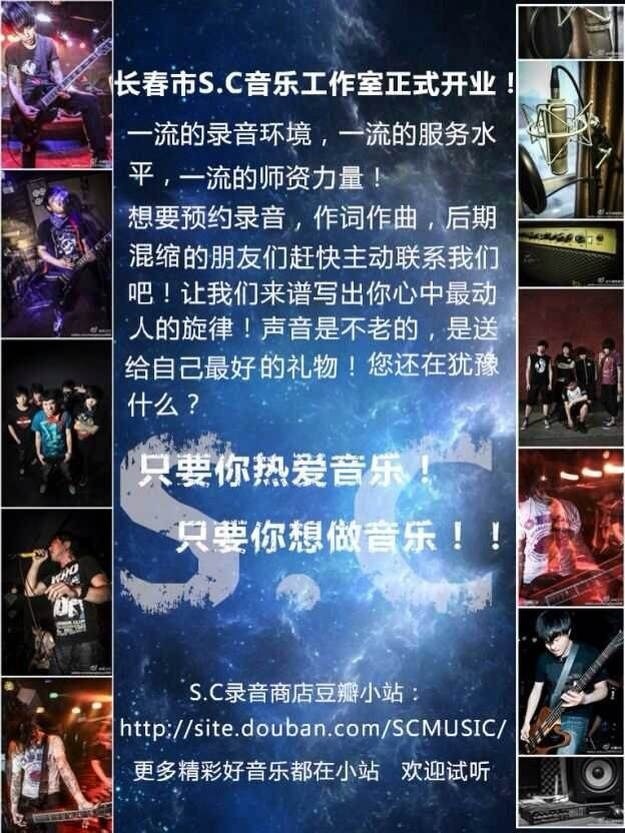 长春市S.C音乐工作室正式开业！
一流的录音环境，一流的服务水
平，一流的师资力量！
想要预约录音，作词作曲，后期
混缩的朋友们赶快主动联系我们
吧！让我们来谱写出你心中最动
人的旋律！声音是不老的，是送
给自己最好的礼物！您还在犹豫
什么？
只要你热爱音乐！
只要你想做音乐！！
S.C
S.C录音商店豆瓣小站：
http://site.douban.com/SCMUSIC/
更多精彩好音乐都在小站 欢迎试听